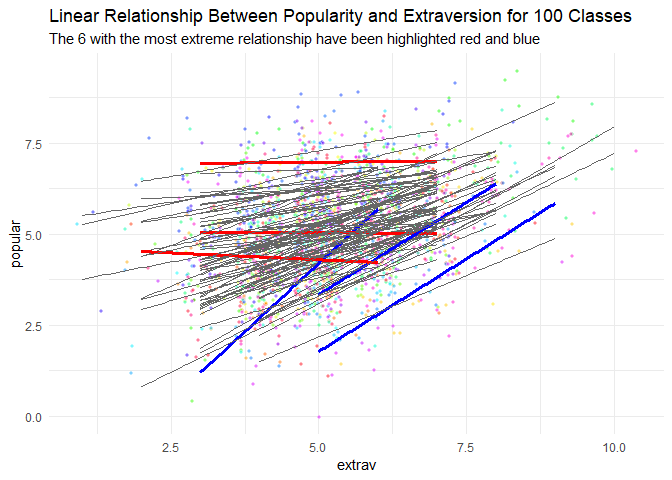 Linear Relationship Between Popularity and Extraversion for 100 Classes
The 6 with the most extreme relationship have been highlighted red and blue
popular
7.5
5.0
2.5
0.0
2.5 5.0 7.5 10.0
extrav